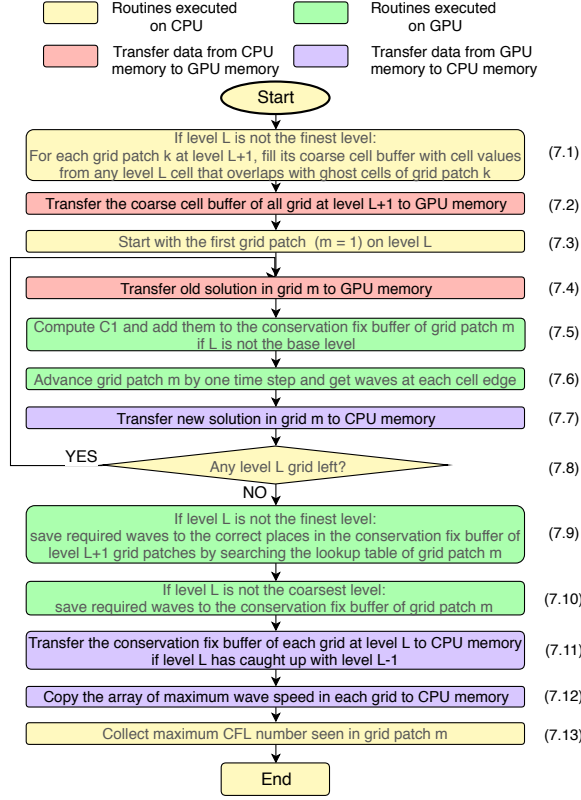 Routines executed
on CPU
Routines executed
on GPU
Transfer data from CPU
memory to GPU memory
Transfer data from GPU
memory to CPU memory
Start
If level L is not the finest level:
For each grid patch k at level L+1, fill its coarse cell buffer with cell values
from any level L cell that overlaps with ghost cells of grid patch k
(7.1)
Transfer the coarse cell buffer of all grid at level L+1 to GPU memory
(7.2)
Start with the first grid patch (m = 1) on level L
(7.3)
Transfer old solution in grid m to GPU memory
(7.4)
Compute C1 and add them to the conservation fix buffer of grid patch m
if L is not the base level
(7.5)
Advance grid patch m by one time step and get waves at each cell edge
(7.6)
Transfer new solution in grid m to CPU memory
(7.7)
YES
Any level L grid left?
(7.8)
NO
If level L is not the finest level:
save required waves to the correct places in the conservation fix buffer of
level L+1 grid patches by searching the lookup table of grid patch m
(7.9)
If level L is not the coarsest level:
save required waves to the conservation fix buffer of grid patch m
(7.10)
Transfer the conservation fix buffer of each grid at level L to CPU memory
if level L has caught up with level L-1
(7.11)
Copy the array of maximum wave speed in each grid to CPU memory
(7.12)
Collect maximum CFL number seen in grid patch m
(7.13)
End